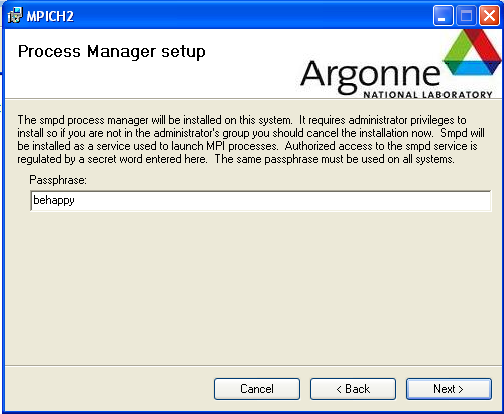 MPICH2
Process Manager setup
Argonne
NATIONAL LABORATORY
The smpd process manager will be installed on this system. It requires administrator privileges to
install so if you are not in the administrator's group you should cancel the installation now. Smpd will
be installed as a service used to launch MPI processes. Authorized access to the smpd service is
regulated by a secret word entered here. The same passphrase must be used on all systems.
Passphrase:
behappy
Cancel
< Back
Next >